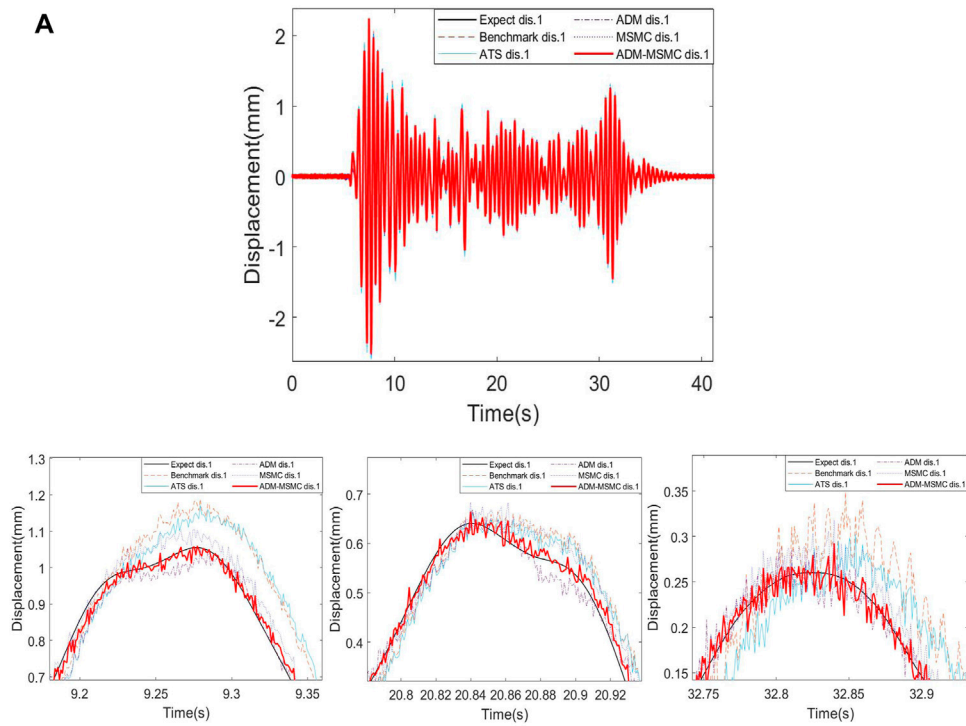 A
Expect dis.1 ADM dis.1
Benchmark dis.1 MSMC dis.1
ATS dis.1 ADM-MSMC dis.1
Displacement(mm)
2
1
0
-1
-2
0 10 20 30 40
Time(s)
Expect dis.1 ADM dis.1
Benchmark dis.1 MSMC dis.1
ATS dis.1 ADM-MSMC dis.1
Displacement(mm)
1.3
1.2
1.1
1
0.9
0.8
0.7
9.2 9.25 9.3 9.35
Time(s)
Expect dis.1 ADM dis.1
Benchmark dis.1 MSMC dis.1
ATS dis.1 ADM-MSMC dis.1
Displacement(mm)
0.7
0.6
0.5
0.4
20.8 20.82 20.84 20.86 20.88 20.9 20.92
Time(s)
Expect dis.1 ADM dis.1
Benchmark dis.1 MSMC dis.1
ATS dis.1 ADM-MSMC dis.1
Displacement(mm)
0.35
0.3
0.25
0.2
0.15
32.75 32.8 32.85 32.9
Time(s)